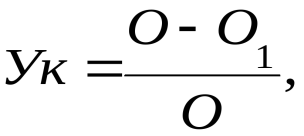 Ук = (О - О₁) / О,